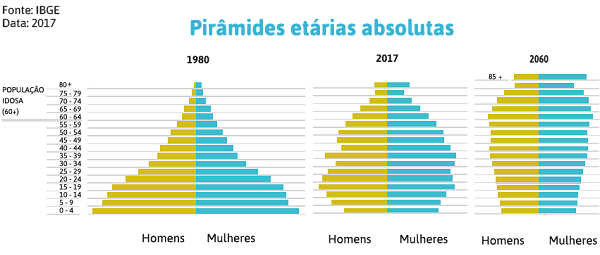 Fonte: IBGE
Data: 2017
Pirâmides etárias absolutas
1980
2017
2060
POPULAÇÃO
IDOSA
(60+)
80+
75 - 79
70 - 74
65 - 69
60 - 64
55 - 59
50 - 54
45 - 49
40 - 44
35 - 39
30 - 34
25 - 29
20 - 24
15 - 19
10 - 14
5 - 9
0 - 4
85 +
Homens Mulheres
Homens Mulheres
Homens Mulheres